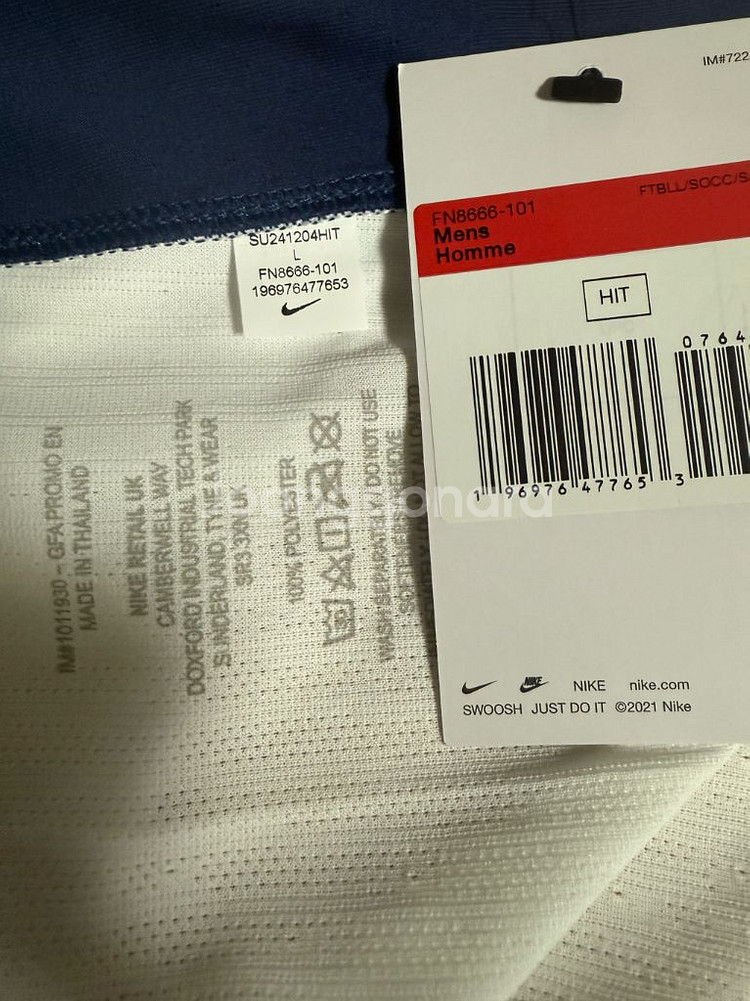 IM#722
FN8666-101
FTBLL/SOCC/S
Mens
Homme
HIT
1 96976 47765 3
0764
NIKE nike.com
SWOOSH JUST DO IT ©2021 Nike
SU241204HIT
L
FN8666-101
196976477653
IM#1011930 - GFA PROMO EN
MADE IN THAILAND
NIKE RETAIL UK
CAMBERWELL WAY
DOXFORD INDUSTRIAL TECH PARK
SUNDERLAND, TYNE & WEAR
SR3 3XN UK
100% POLYESTER
WASH SEPARATELY / DO NOT USE
SOFTENERS / REMOVE